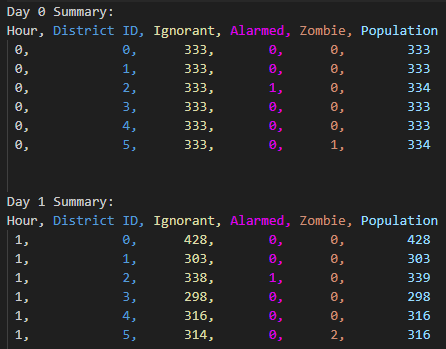 Day 0 Summary:
Hour, District ID, Ignorant, Alarmed, Zombie, Population
0, 0, 333, 0, 0, 333
0, 1, 333, 0, 0, 333
0, 2, 333, 1, 0, 334
0, 3, 333, 0, 0, 333
0, 4, 333, 0, 0, 333
0, 5, 333, 0, 1, 334
Day 1 Summary:
Hour, District ID, Ignorant, Alarmed, Zombie, Population
1, 0, 428, 0, 0, 428
1, 1, 303, 0, 0, 303
1, 2, 338, 1, 0, 339
1, 3, 298, 0, 0, 298
1, 4, 316, 0, 0, 316
1, 5, 314, 0, 2, 316